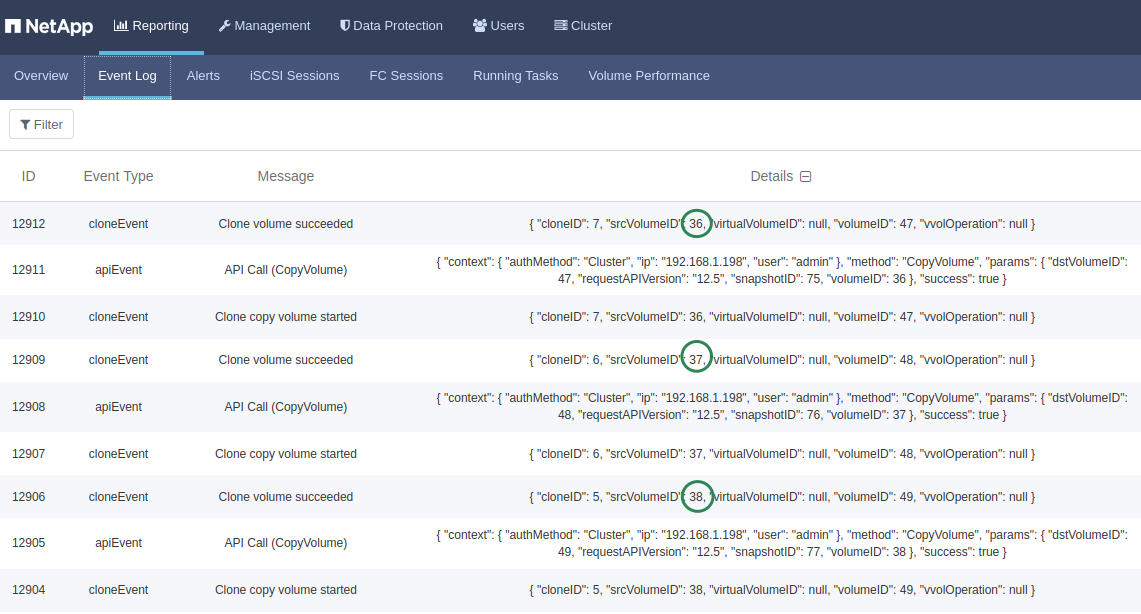 NetApp Reporting Management Data Protection Users Cluster
Overview Event Log Alerts iSCSI Sessions FC Sessions Running Tasks Volume Performance
Filter
ID Event Type Message Details
12912 cloneEvent Clone volume succeeded { "cloneID": 7, "srcVolumeID": 36, "virtualVolumeID": null, "volumeID": 47, "vvolOperation": null }
12911 apiEvent API Call (CopyVolume) { "context": { "authMethod": "Cluster", "ip": "192.168.1.198", "user": "admin" }, "method": "CopyVolume", "params": { "dstVolumeID":
47, "requestAPIVersion": "12.5", "snapshotID": 75, "volumeID": 36 }, "success": true }
12910 cloneEvent Clone copy volume started { "cloneID": 7, "srcVolumeID": 36, "virtualVolumeID": null, "volumeID": 47, "vvolOperation": null }
12909 cloneEvent Clone volume succeeded { "cloneID": 6, "srcVolumeID": 37, "virtualVolumeID": null, "volumeID": 48, "vvolOperation": null }
12908 apiEvent API Call (CopyVolume) { "context": { "authMethod": "Cluster", "ip": "192.168.1.198", "user": "admin" }, "method": "CopyVolume", "params": { "dstVolumeID":
48, "requestAPIVersion": "12.5", "snapshotID": 76, "volumeID": 37 }, "success": true }
12907 cloneEvent Clone copy volume started { "cloneID": 6, "srcVolumeID": 37, "virtualVolumeID": null, "volumeID": 48, "vvolOperation": null }
12906 cloneEvent Clone volume succeeded { "cloneID": 5, "srcVolumeID": 38, "virtualVolumeID": null, "volumeID": 49, "vvolOperation": null }
12905 apiEvent API Call (CopyVolume) { "context": { "authMethod": "Cluster", "ip": "192.168.1.198", "user": "admin" }, "method": "CopyVolume", "params": { "dstVolumeID":
49, "requestAPIVersion": "12.5", "snapshotID": 77, "volumeID": 38 }, "success": true }
12904 cloneEvent Clone copy volume started { "cloneID": 5, "srcVolumeID": 38, "virtualVolumeID": null, "volumeID": 49, "vvolOperation": null }